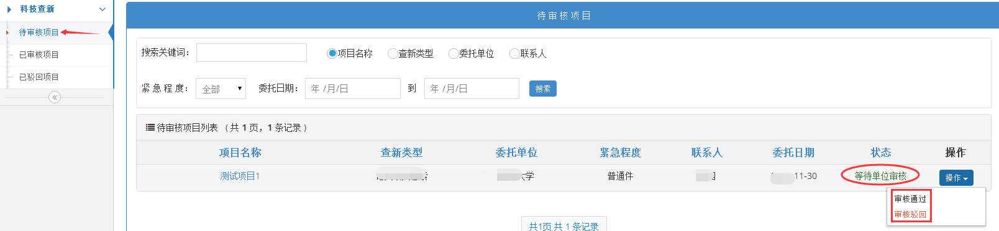 科技查新
待审核项目
已审核项目
已驳回项目
待审核项目
搜索关键词： 项目名称 查新类型 委托单位 联系人
紧 急 程 度： 全部 委托日期： 年 /月/日 到 年 /月/日 搜索
待审核项目列表 （ 共 1 页，1 条记录 ）
项目名称 查新类型 委托单位 紧急程度 联系人 委托日期 状态 操作
测试项目1 大学 普通件 11-30 等待单位审核 操作
审核通过
审核驳回
共1页 共 1 条记录